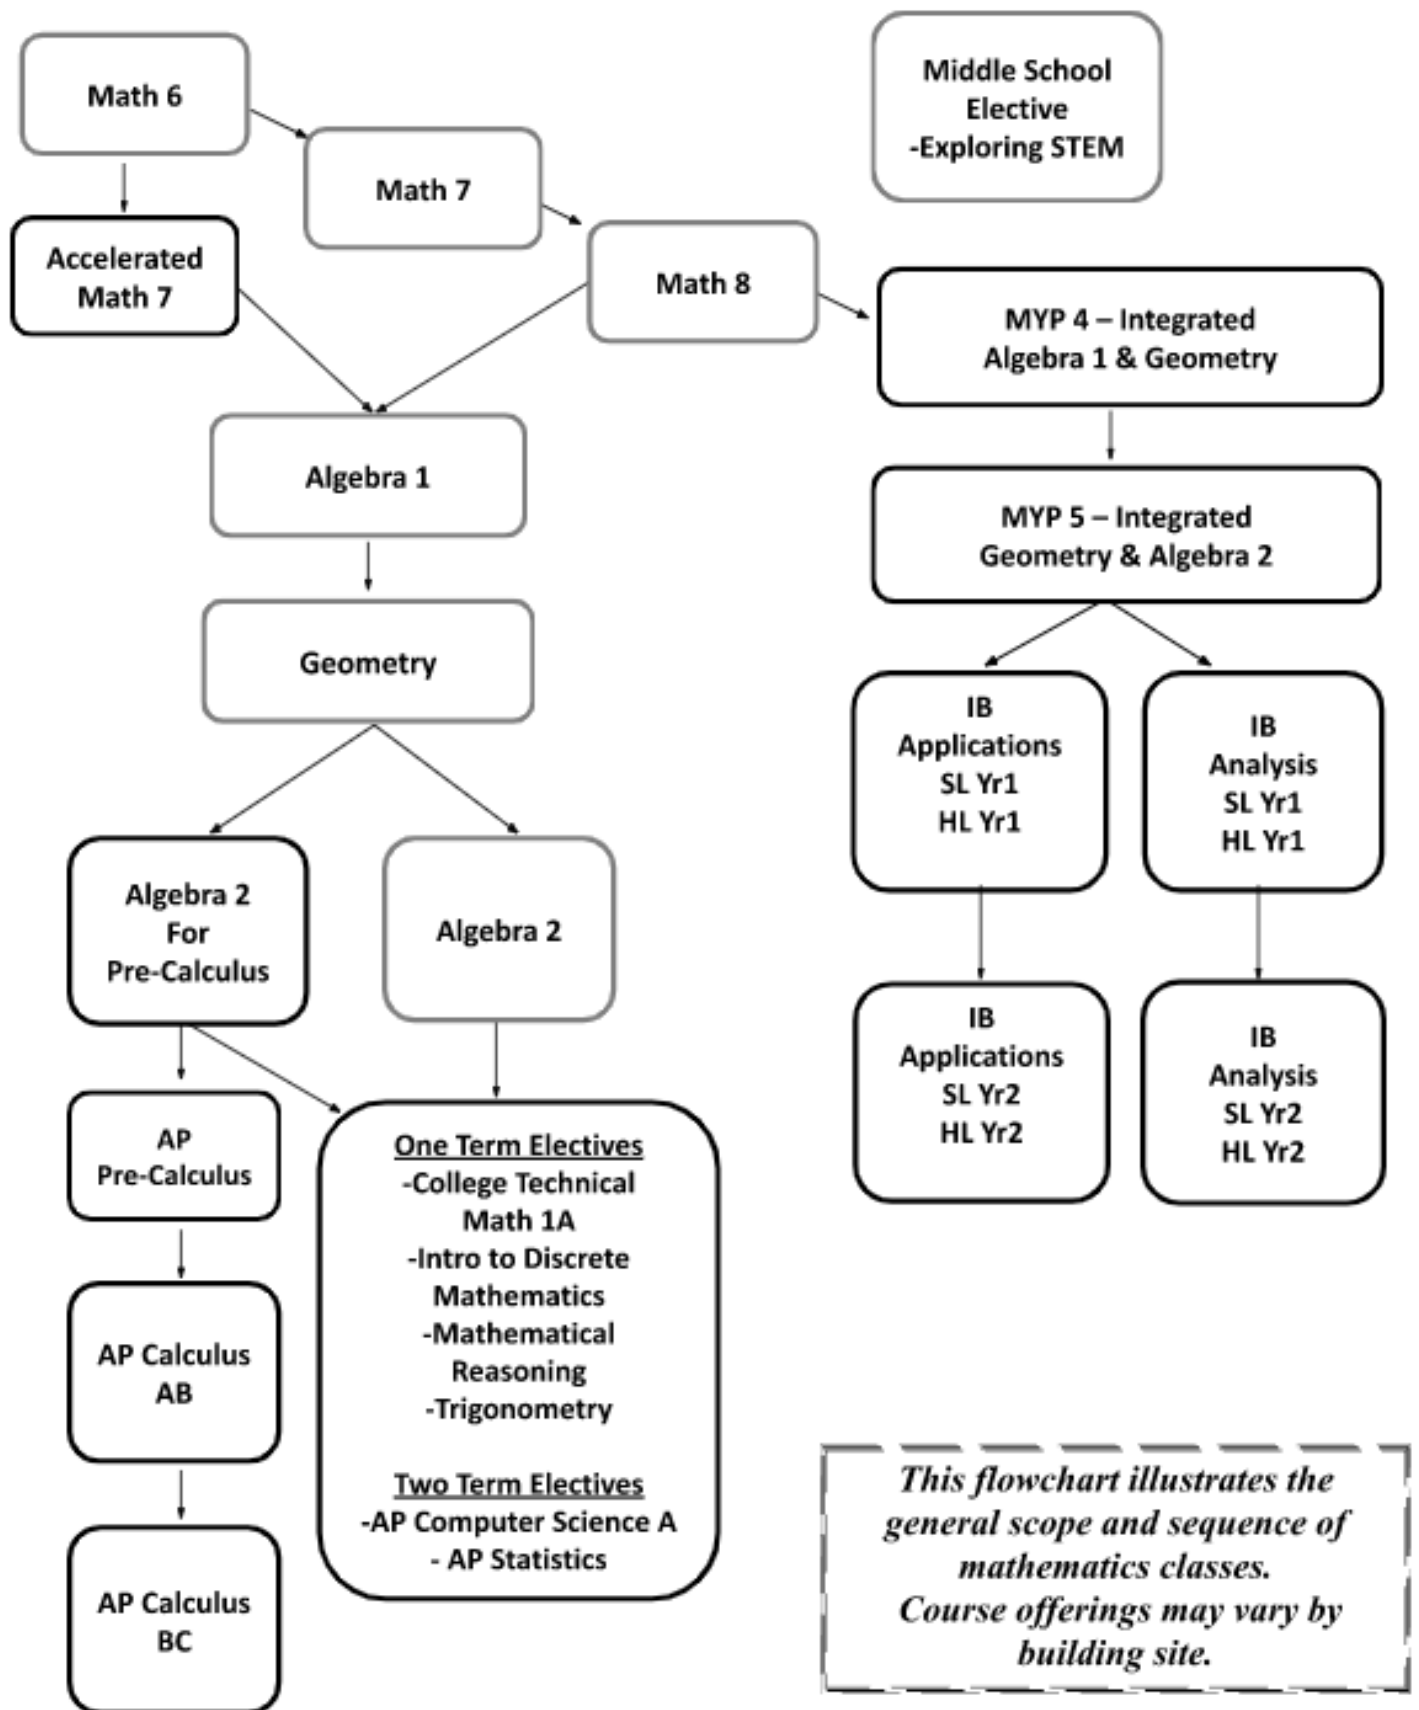 Math 6
Middle School
Elective
-Exploring STEM
Math 7
Accelerated
Math 7
Math 8
MYP 4 – Integrated
Algebra 1 & Geometry
Algebra 1
MYP 5 – Integrated
Geometry & Algebra 2
Geometry
IB
Applications
SL Yr1
HL Yr1
IB
Analysis
SL Yr1
HL Yr1
Algebra 2
For
Pre-Calculus
Algebra 2
IB
Applications
SL Yr2
HL Yr2
IB
Analysis
SL Yr2
HL Yr2
AP
Pre-Calculus
One Term Electives
-College Technical
Math 1A
-Intro to Discrete
Mathematics
-Mathematical
Reasoning
-Trigonometry
Two Term Electives
-AP Computer Science A
- AP Statistics
AP Calculus
AB
AP Calculus
BC
This flowchart illustrates the
general scope and sequence of
mathematics classes.
Course offerings may vary by
building site.